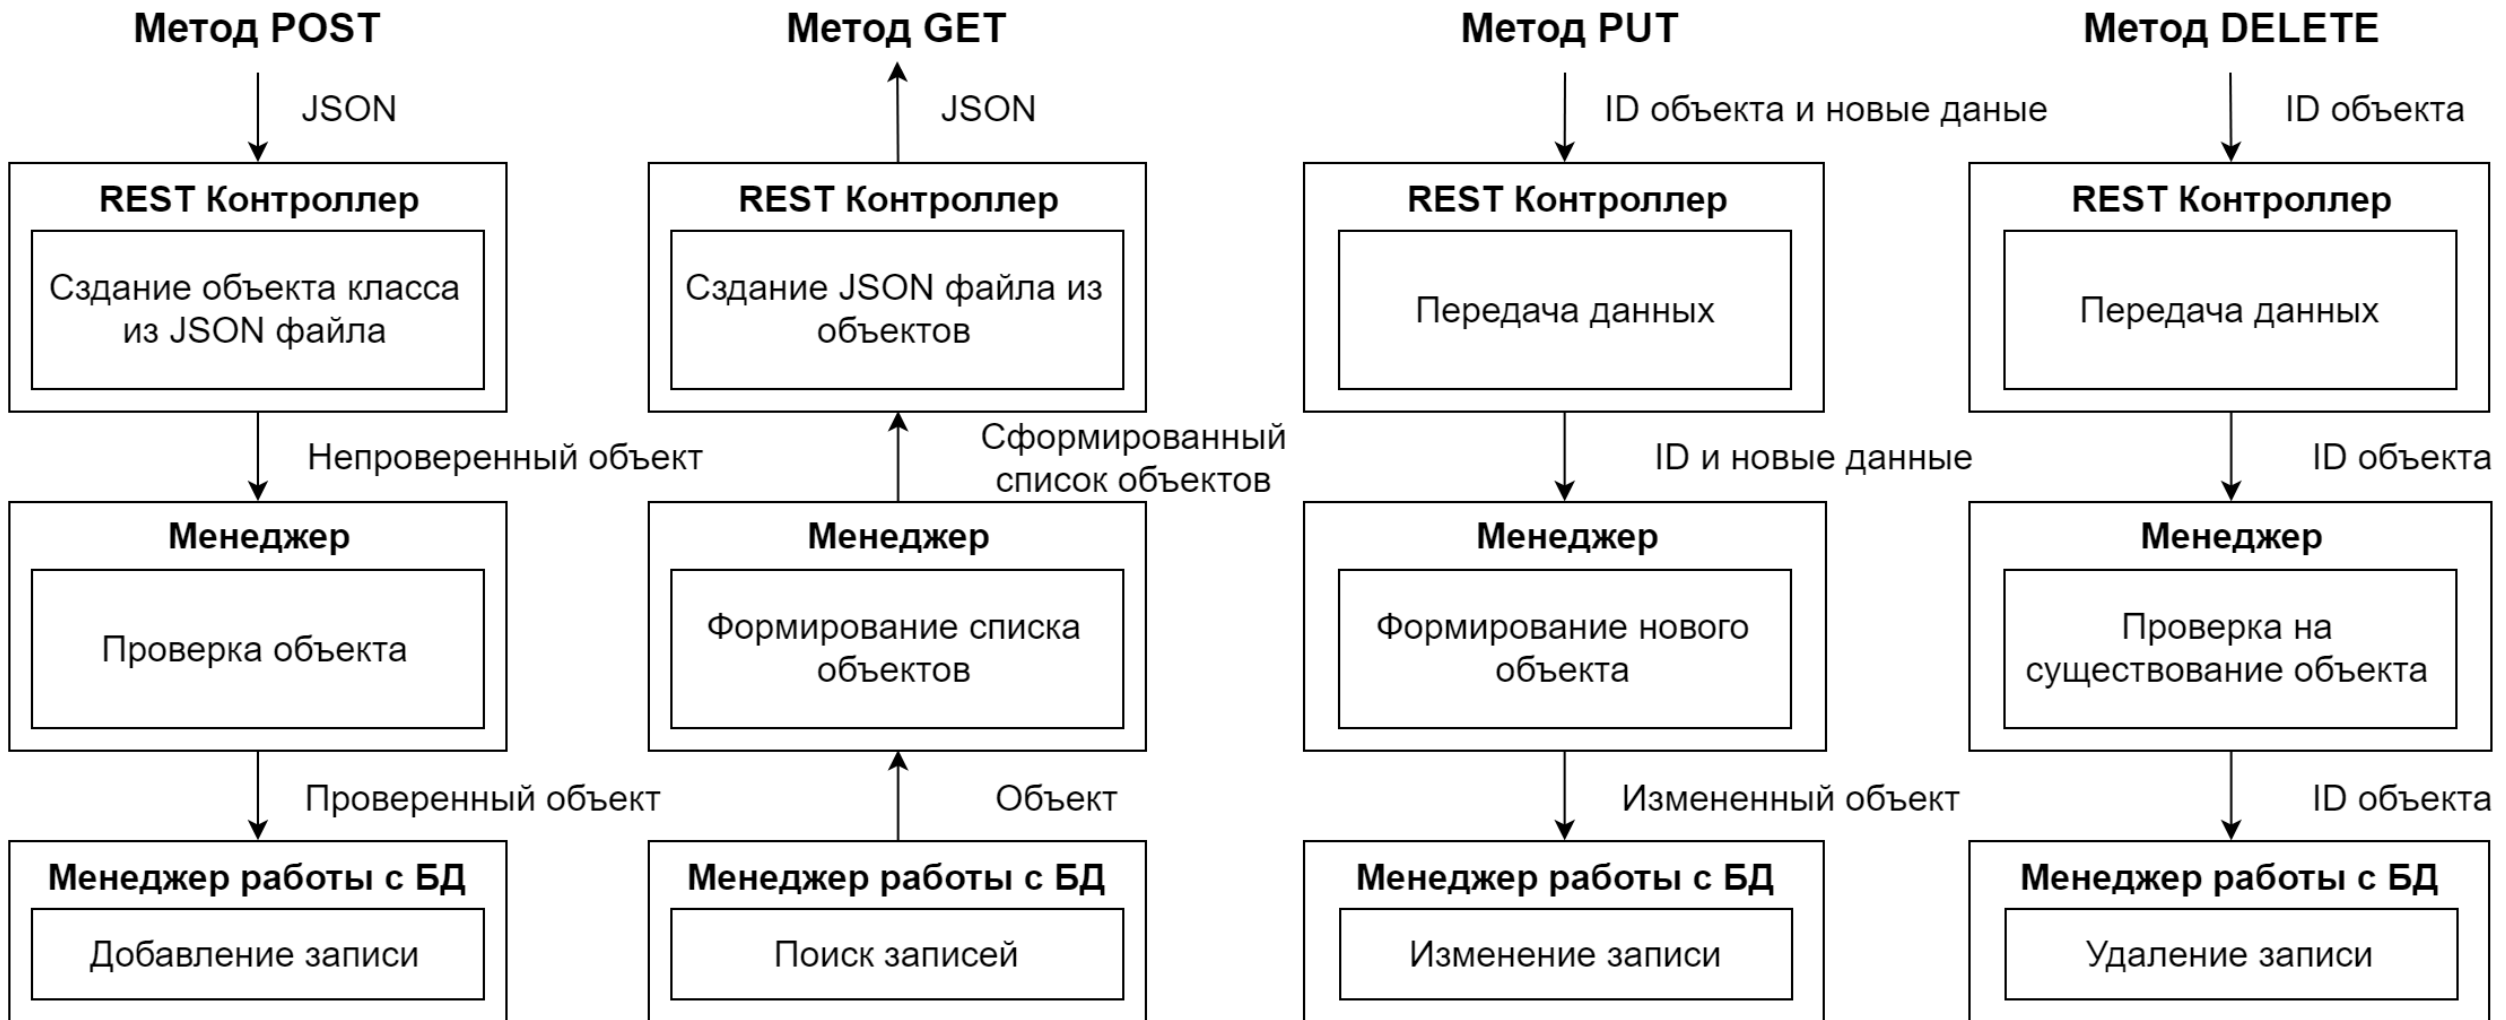 Метод POST
JSON
REST Контроллер
Сздание объекта класса
из JSON файла
Непроверенный объект
Менеджер
Проверка объекта
Проверенный объект
Менеджер работы с БД
Добавление записи
Метод GET
JSON
REST Контроллер
Сздание JSON файла из
объектов
Сформированный
список объектов
Менеджер
Формирование списка
объектов
Объект
Менеджер работы с БД
Поиск записей
Метод PUT
ID объекта и новые даные
REST Контроллер
Передача данных
ID и новые данные
Менеджер
Формирование нового
объекта
Измененный объект
Менеджер работы с БД
Изменение записи
Метод DELETE
ID объекта
REST Контроллер
Передача данных
ID объекта
Менеджер
Проверка на
существование объекта
ID объекта
Менеджер работы с БД
Удаление записи